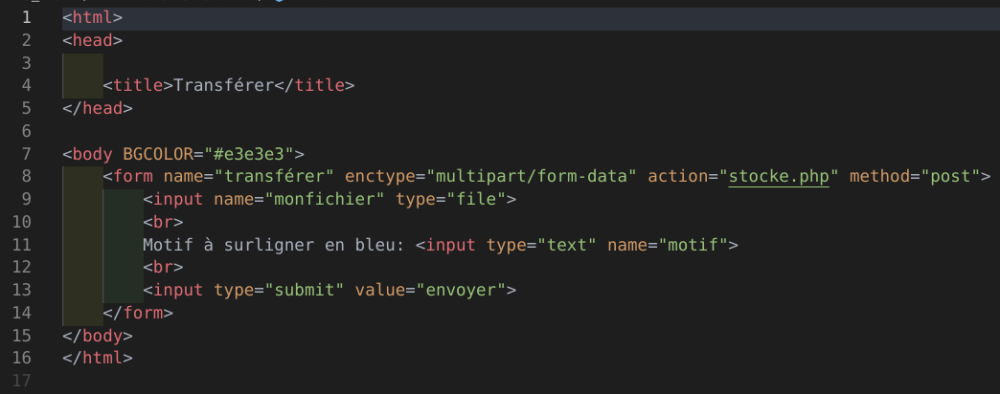 1 <html>
2 <head>
3
4 <title>Transférer</title>
5 </head>
6
7 <body BGCOLOR="#e3e3e3">
8 <form name="transférer" enctype="multipart/form-data" action="stocke.php" method="post">
9 <input name="monfichier" type="file">
10 <br>
11 Motif à surligner en bleu: <input type="text" name="motif">
12 <br>
13 <input type="submit" value="envoyer">
14 </form>
15 </body>
16 </html>
17